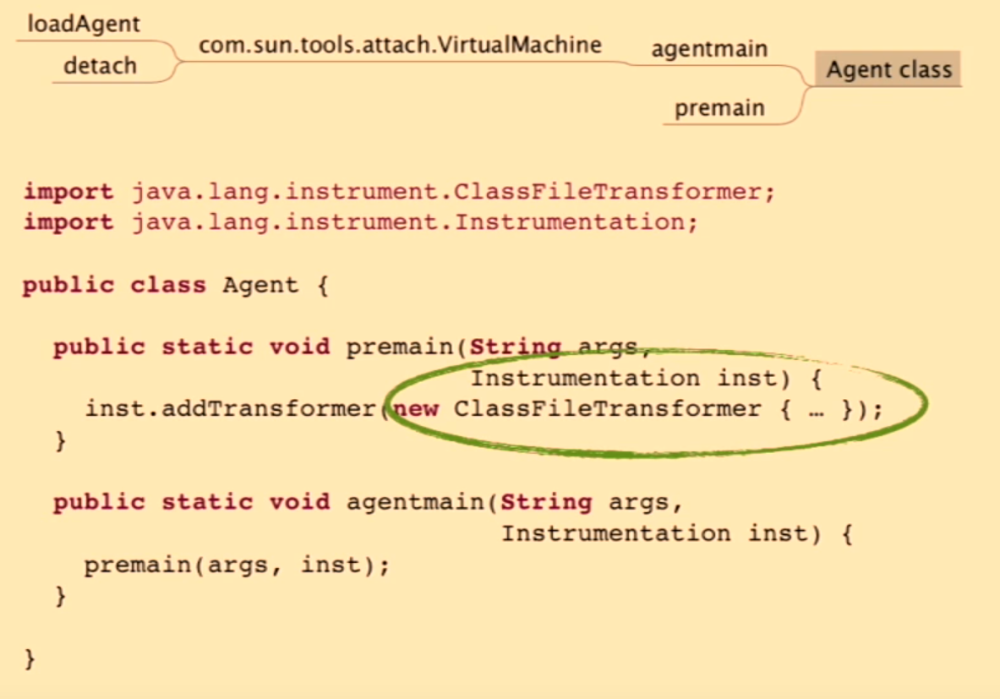 loadAgent
detach
com.sun.tools.attach.VirtualMachine
agentmain
premain
Agent class
import java.lang.instrument.ClassFileTransformer;
import java.lang.instrument.Instrumentation;
public class Agent {
public static void premain(String args,
Instrumentation inst) {
inst.addTransformer(new ClassFileTransformer { … });
}
public static void agentmain(String args,
Instrumentation inst) {
premain(args, inst);
}
}